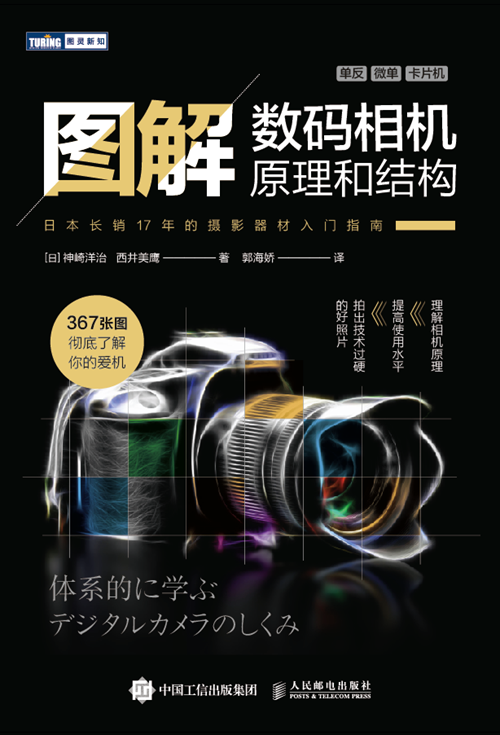 TURING 图灵新知
单反 微单 卡片机
图解
数码相机
原理和结构
日本长销17年的摄影器材入门指南
[日]神崎洋治 西井美鹰 著 郭海娇 译
367张图
彻底了解
你的爱机
理解相机原理
提高使用水平
拍出技术过硬
的好照片
体系的に学ぶ
デジタルカメラのしくみ
中国工信出版集团
人民邮电出版社
POSTS & TELECOM PRESS